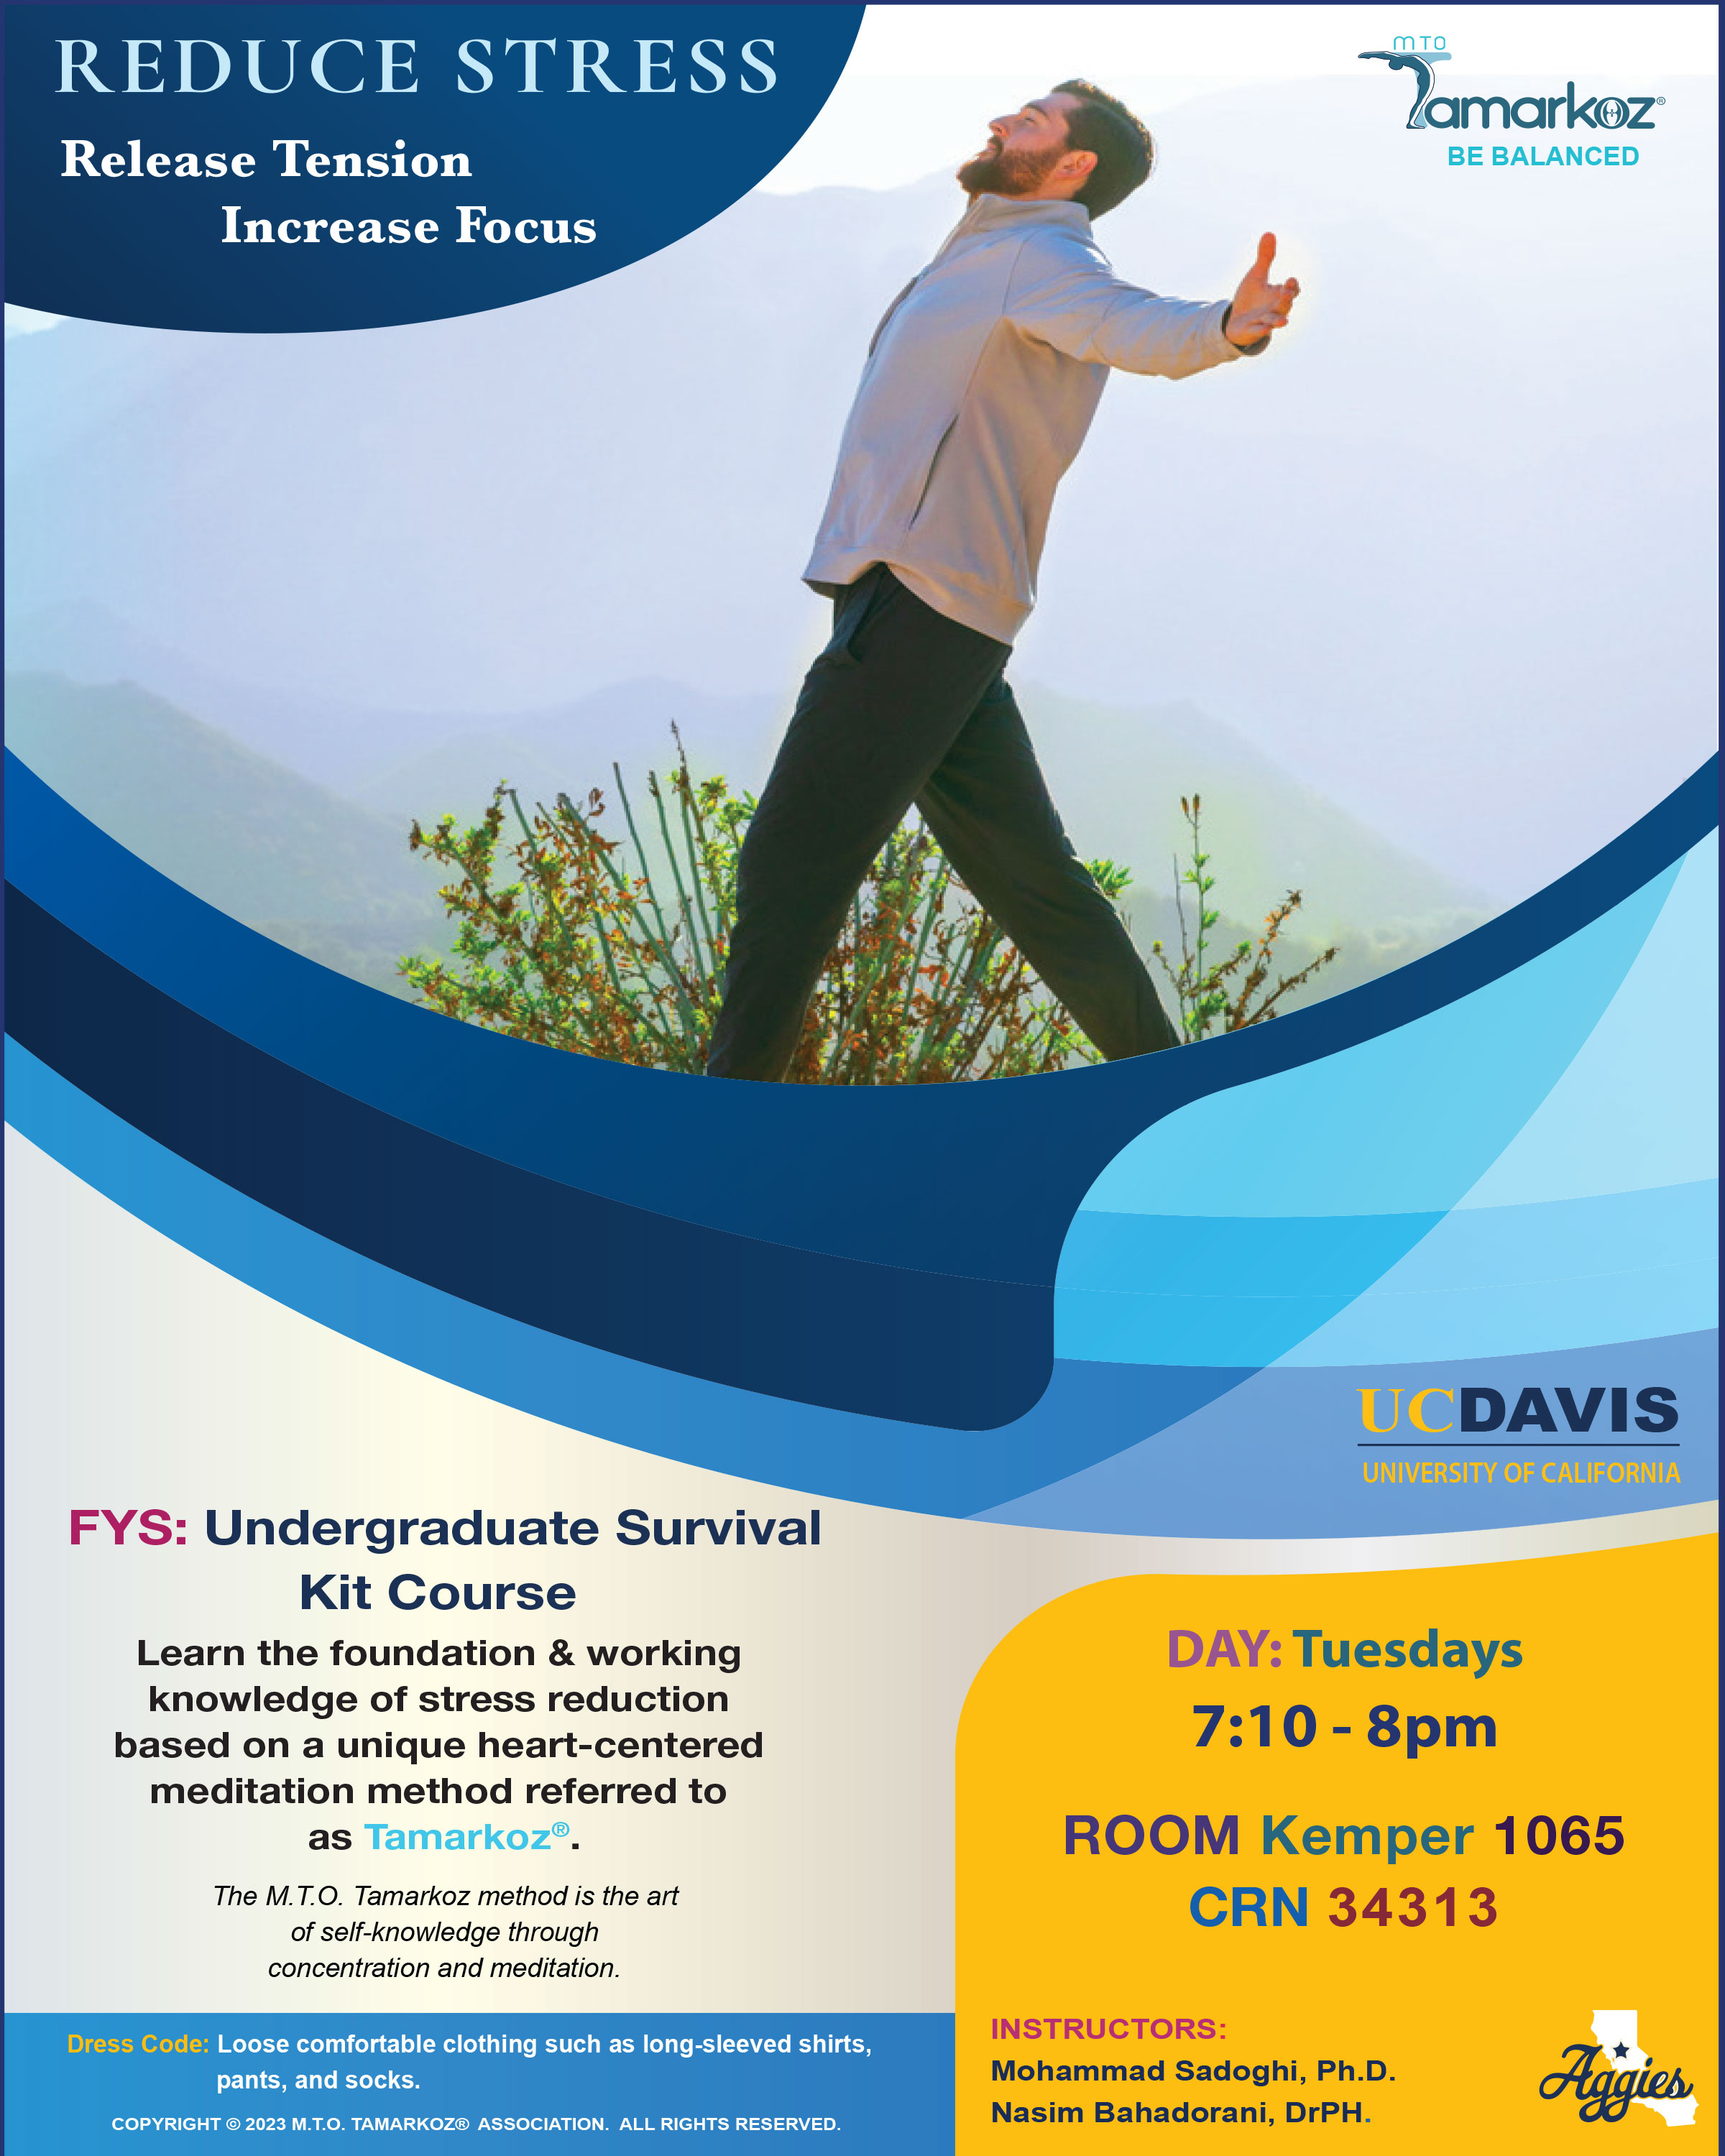 REDUCE STRESS
Release Tension
Increase Focus
MTO
Tamarkoz®
BE BALANCED
UCDAVIS
UNIVERSITY OF CALIFORNIA
FYS: Undergraduate Survival
Kit Course
Learn the foundation & working
knowledge of stress reduction
based on a unique heart-centered
meditation method referred to
as Tamarkoz®.
The M.T.O. Tamarkoz method is the art
of self-knowledge through
concentration and meditation.
Dress Code: Loose comfortable clothing such as long-sleeved shirts,
pants, and socks.
COPYRIGHT © 2023 M.T.O. TAMARKOZ® ASSOCIATION. ALL RIGHTS RESERVED.
DAY: Tuesdays
7:10 - 8pm
ROOM Kemper 1065
CRN 34313
INSTRUCTORS:
Mohammad Sadoghi, Ph.D.
Nasim Bahadorani, DrPH.
Aggies